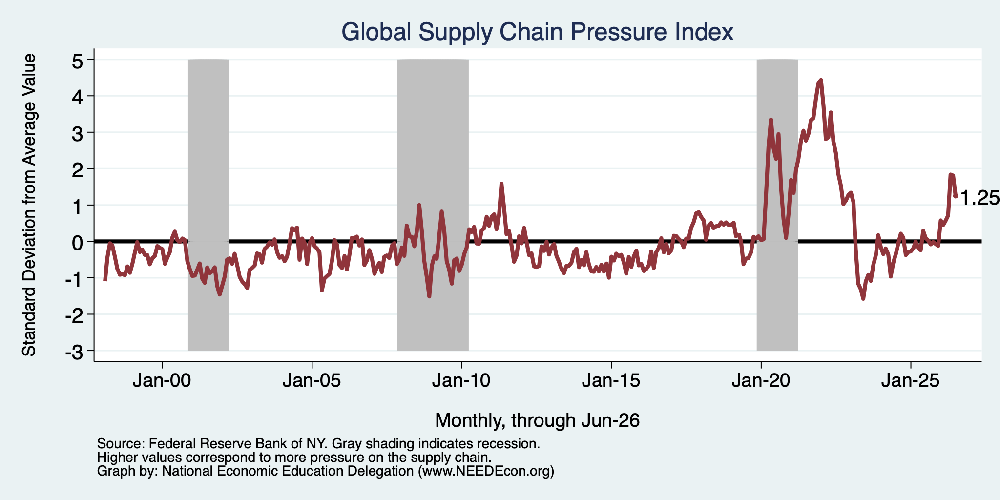 Global Supply Chain Pressure Index
Standard Deviation from Average Value
5
4
3
2
1
0
-1
-2
-3
1.25
Jan-00 Jan-05 Jan-10 Jan-15 Jan-20 Jan-25
Monthly, through Jun-26
Source: Federal Reserve Bank of NY. Gray shading indicates recession.
Higher values correspond to more pressure on the supply chain.
Graph by: National Economic Education Delegation (www.NEEDEcon.org)